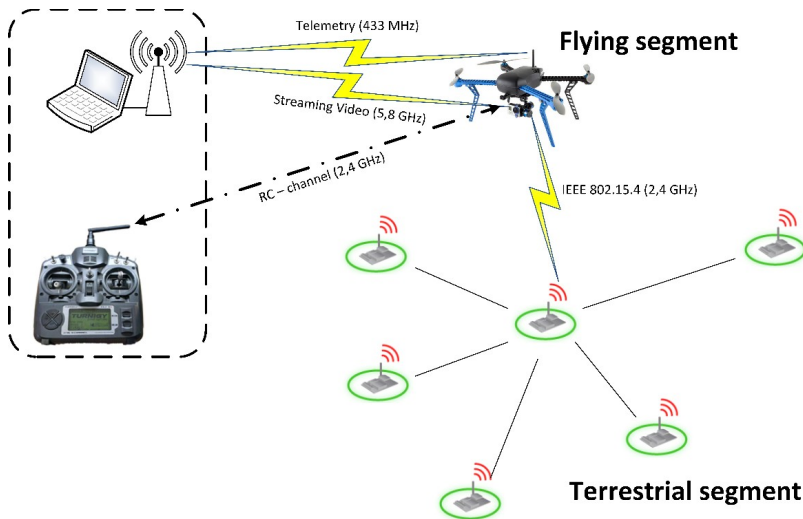 Telemetry (433 MHz)
Flying segment
Streaming Video (5,8 GHz)
RC – channel (2,4 GHz)
IEEE 802.15.4 (2,4 GHz)
TURNIGY
Terrestrial segment